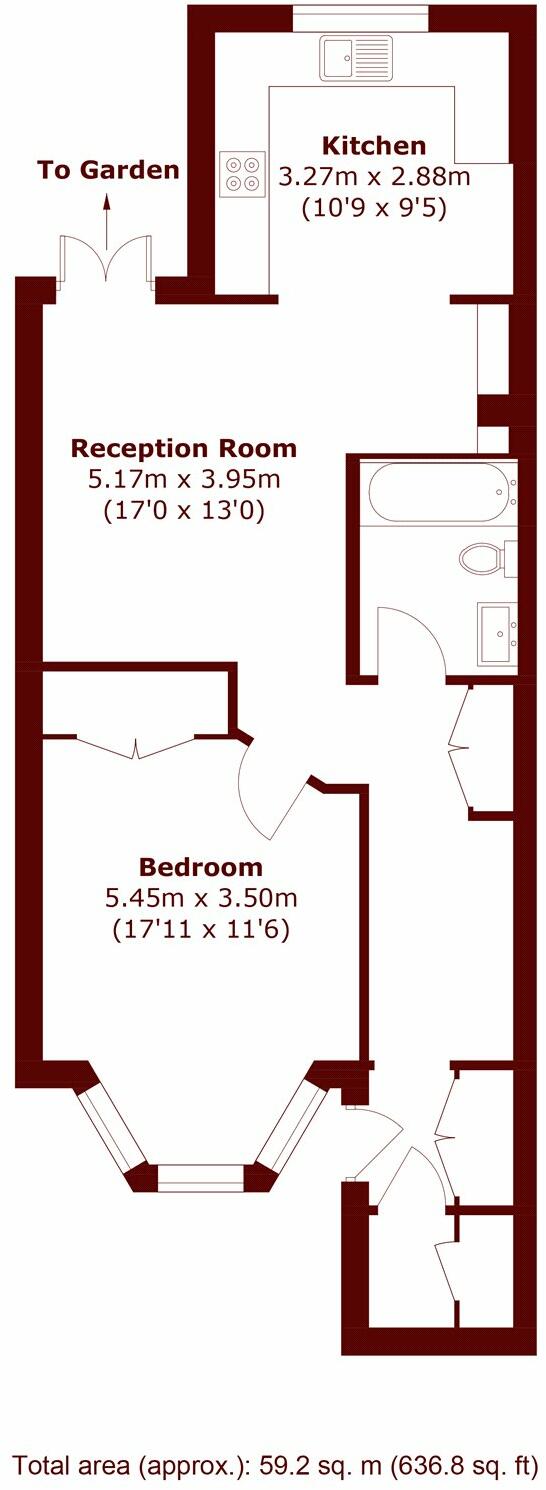 To Garden
Kitchen
3.27m x 2.88m
(10'9 x 9'5)
Reception Room
5.17m x 3.95m
(17'0 x 13'0)
Bedroom
5.45m x 3.50m
(17'11 x 11'6)
Total area (approx.): 59.2 sq. m (636.8 sq. ft)